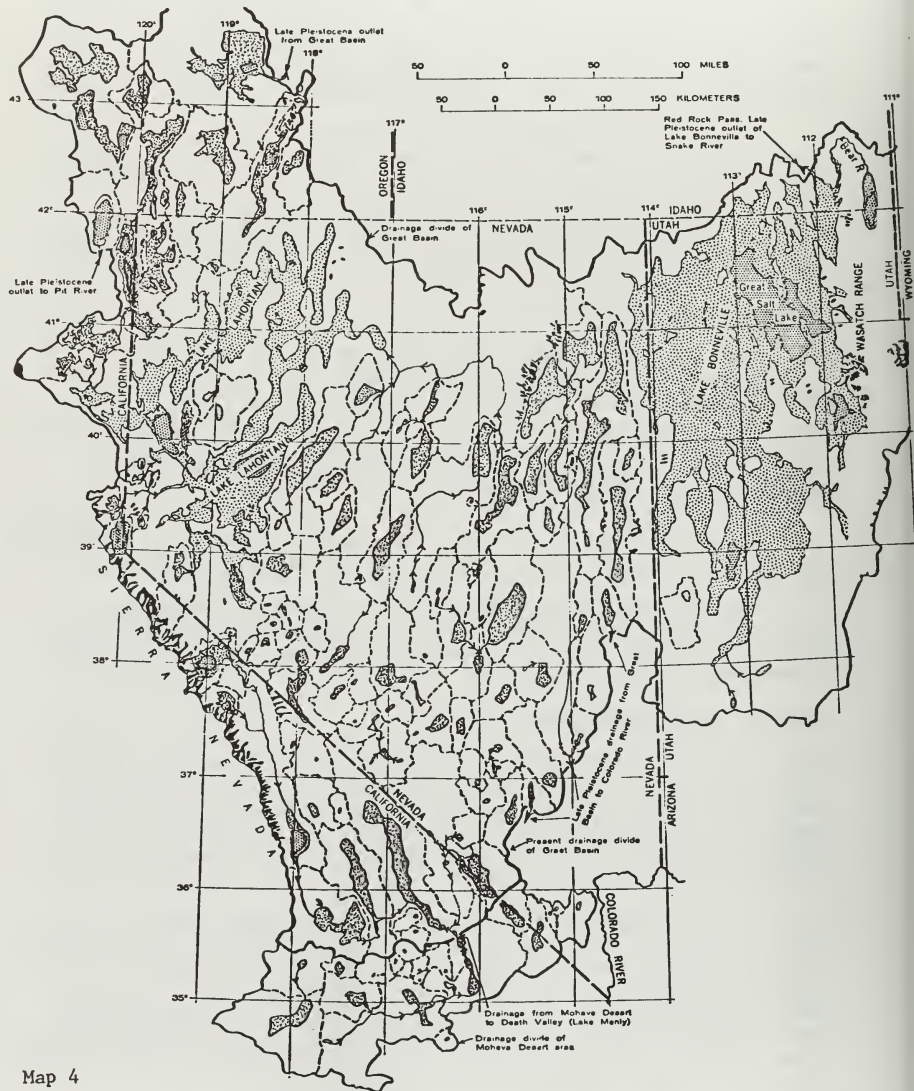 120°
119°
Late Pleistocena outlet
from Great Basin
118°
50 0 50 100 MILES
50 0 50 100 150
KILOMETERS
43
117°
OREGON
IDAHO
Red Rock Pass. Late
Pleistocene outlet of
Lake Bonneville to
Snake River
112
111°
Bear R
113°
42°
116°
115°
114°
NEVADA
IDAHO
UTAH
Drainage divide of
Great Basin
Late Pleistocene
outlet to Pit River
UTAH
WYOMING
WASATCH RANGE
Great
Salt
Lake
LAKE BONNEVILLE
LAKE LAHONTAN
41°
CALIFORNIA
40°
LAKE LAHONTANN
39°
SIERRA NEVADA
38°
37°
NEVADA
CALIFORNIA
Late Pleistocene drainage from Great
Basin to Colorado River
NEVADA
ARIZONA
UTAH
Present drainage divide
of Great Basin
36°
COLORADO
RIVER
35°
Drainage from Mohave Desart
to Death Valley (Lake Manly)
Drainage divide of
Moheva Desart area
Map 4